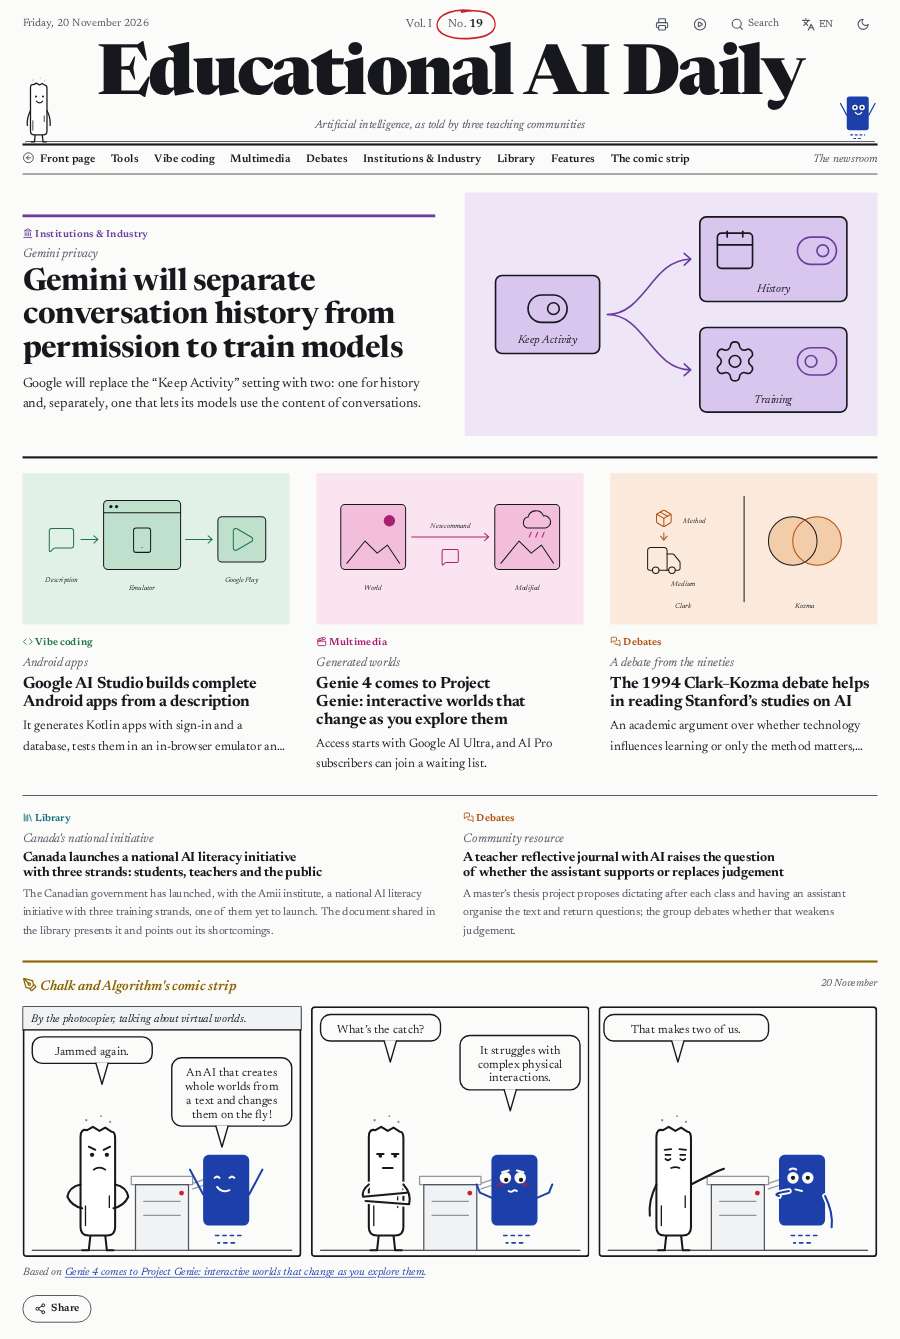 Friday, 20 November 2026
Vol. I No. 19
Search
EN
Educational AI Daily
Artificial intelligence, as told by three teaching communities
Front page Tools Vibe coding Multimedia Debates Institutions & Industry Library Features The comic strip
The newsroom
Institutions & Industry
Gemini privacy
Gemini will separate
conversation history from
permission to train models
Google will replace the “Keep Activity” setting with two: one for history
and, separately, one that lets its models use the content of conversations.
Keep Activity
History
Training
Description
Emulator
Google Play
Vibe coding
Android apps
Google AI Studio builds complete
Android apps from a description
It generates Kotlin apps with sign-in and a
database, tests them in an in-browser emulator an...
World
New command
Modified
Multimedia
Generated worlds
Genie 4 comes to Project
Genie: interactive worlds that
change as you explore them
Access starts with Google AI Ultra, and AI Pro
subscribers can join a waiting list.
Method
Medium
Clark
Kozma
Debates
A debate from the nineties
The 1994 Clark–Kozma debate helps
in reading Stanford’s studies on AI
An academic argument over whether technology
influences learning or only the method matters,...
Library
Canada's national initiative
Canada launches a national AI literacy initiative
with three strands: students, teachers and the public
The Canadian government has launched, with the Amii institute, a national AI literacy
initiative with three training strands, one of them yet to launch. The document shared in
the library presents it and points out its shortcomings.
Debates
Community resource
A teacher reflective journal with AI raises the question
of whether the assistant supports or replaces judgement
A master’s thesis project proposes dictating after each class and having an assistant
organise the text and return questions; the group debates whether that weakens
judgement.
Chalk and Algorithm's comic strip
20 November
By the photocopier, talking about virtual worlds.
Jammed again.
An AI that creates
whole worlds from
a text and changes
them on the fly!
What’s the catch?
It struggles with
complex physical
interactions.
That makes two of us.
Based on Genie 4 comes to Project Genie: interactive worlds that change as you explore them.
Share